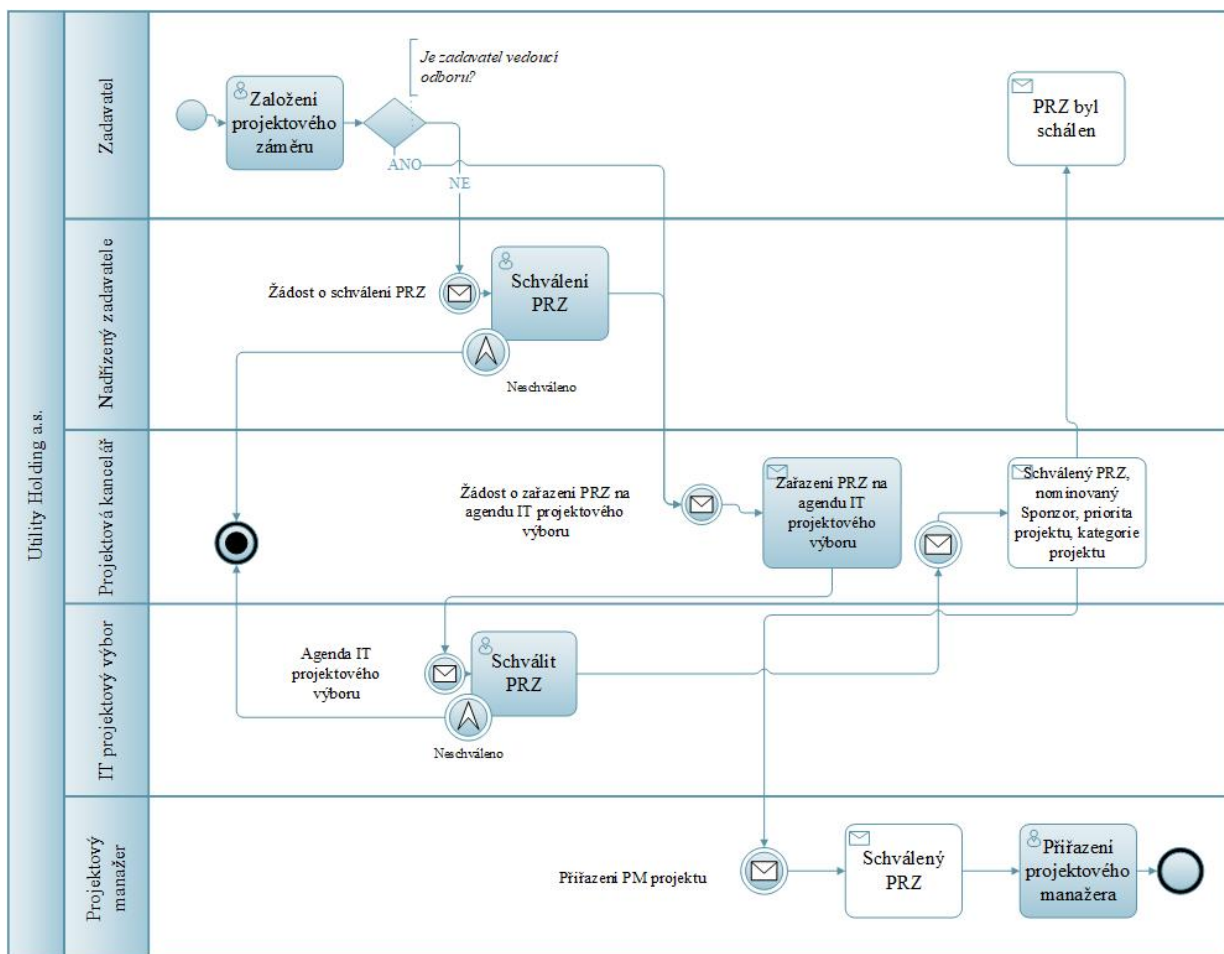 Utility Holding a.s.
Zadavatel
Je zadavatel vedoucí
odboru?
Založení
projektového
záměru
ANO
NE
PRZ byl
schálen
Nadřízený zadavatele
Žádost o schválení PRZ
Schválení
PRZ
Neschváleno
Projektová kancelář
Žádost o zařazení PRZ na
agendu IT projektového
výboru
Zařazení PRZ na
agendu IT
projektového
výboru
Schválený PRZ,
nominovaný
Sponzor, priorita
projektu, kategorie
projektu
IT projektový výbor
Agenda IT
projektového
výboru
Schválit
PRZ
Neschváleno
Projektový
manažer
Přiřazení PM projektu
Schválený
PRZ
Přiřazení
projektového
manažera